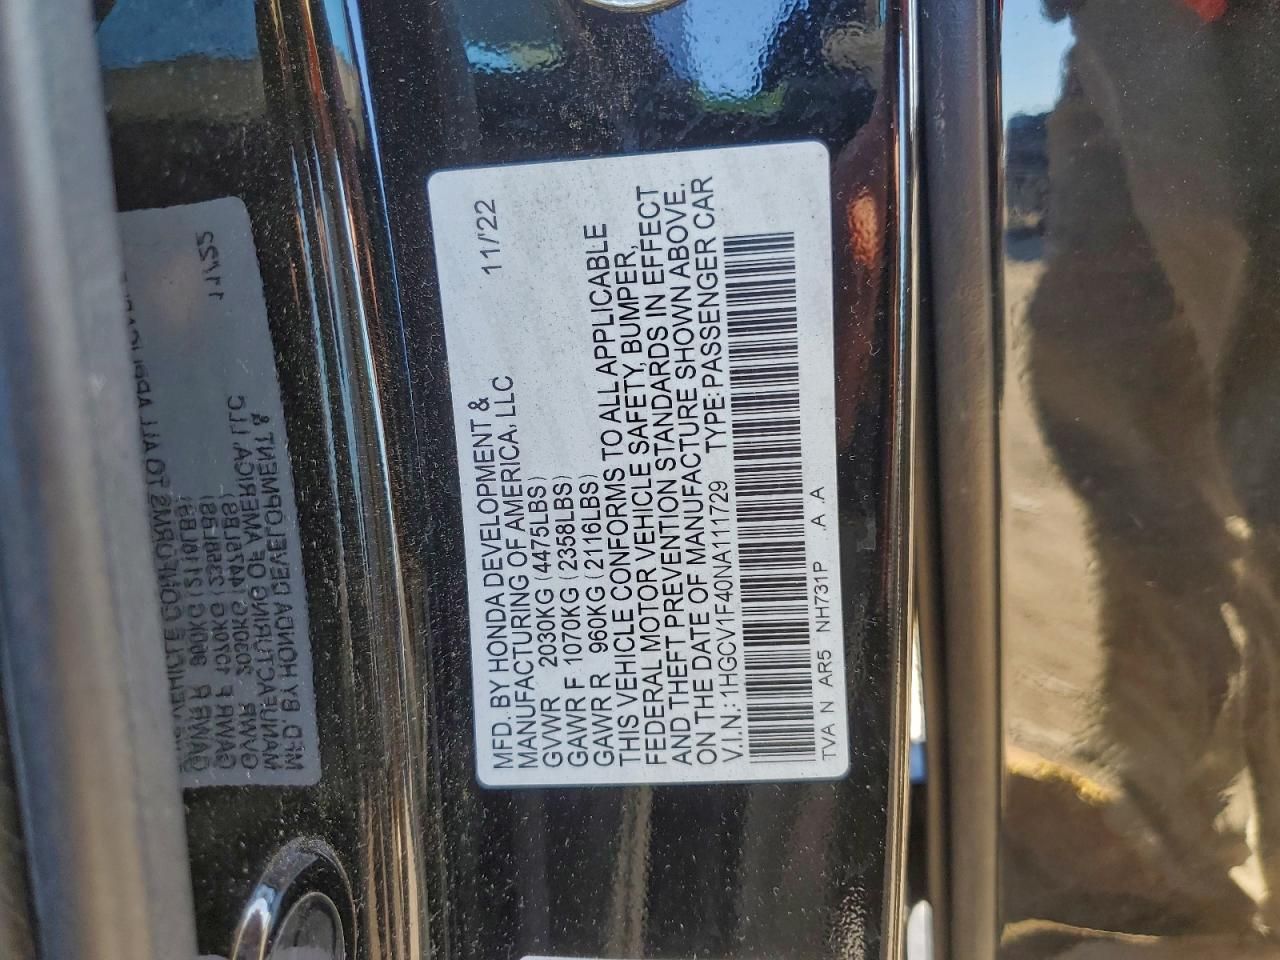 MFD. BY HONDA DEVELOPMENT & 11/'22
MANUFACTURING OF AMERICA, LLC
GVWR 2030KG (4475LBS)
GAWR F 1070KG (2358LBS)
GAWR R 960KG (2116LBS)
THIS VEHICLE CONFORMS TO ALL APPLICABLE
FEDERAL MOTOR VEHICLE SAFETY, BUMPER,
AND THEFT PREVENTION STANDARDS IN EFFECT
ON THE DATE OF MANUFACTURE SHOWN ABOVE.
V.I.N.: 1HGCV1F40NA111729 TYPE: PASSENGER CAR
TVA N AR5 NH731P A .A